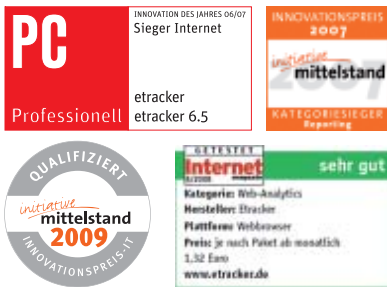 PC
Professionell
INNOVATION DES JAHRES 06/07
Sieger Internet
etracker
etracker 6.5
INNOVATIONSPREIS
2007
initiative
mittelstand
2007
KATEGORIESIEGER
Reporting
QUALIFIZIERT
initiative
mittelstand
2009
INNOVATIONSPREIS-IT
GETESTET
Internet
sehr gut
Kategorie: Web-Analytics
Hersteller: Etracker
Plattform: Webbrowser
Preis: je nach Paket ab monatlich
1,32 Euro
www.etracker.de